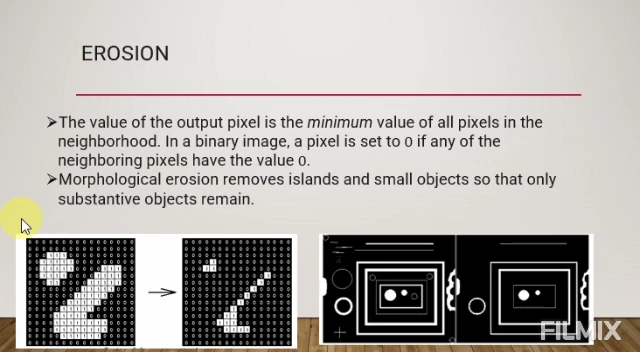 EROSION
➢The value of the output pixel is the minimum value of all pixels in the
neighborhood. In a binary image, a pixel is set to 0 if any of the
neighboring pixels have the value 0.
➢Morphological erosion removes islands and small objects so that only
substantive objects remain.
FILMIX